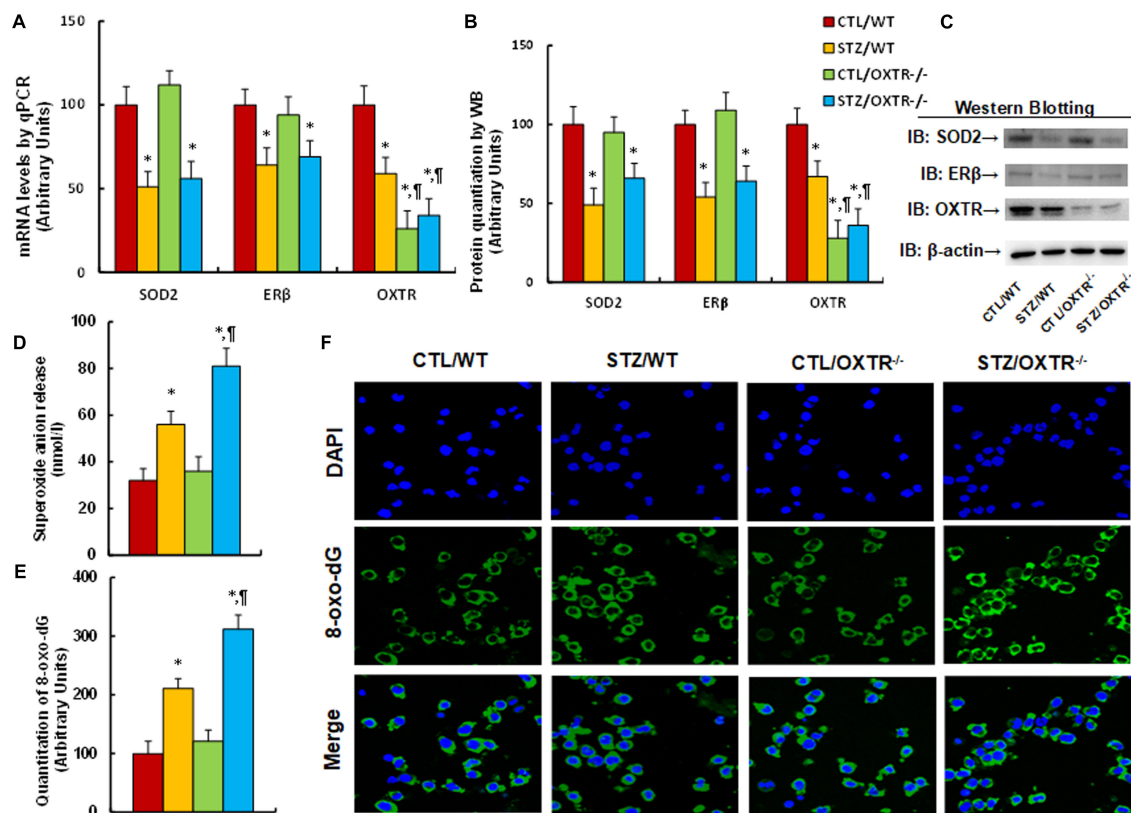 A
mRNA levels by qPCR
(Arbitrary Units)
150
100
50
0
*
*
*
*
*
*,¶
*,¶
SOD2
ERβ
OXTR
B
Protein quantiation by WB
(Arbitrary Units)
150
100
50
0
*
*
*
*
*
*,¶
*,¶
SOD2
ERβ
OXTR
CTL/WT
STZ/WT
CTL/OXTR-/-
STZ/OXTR-/-
C
Western Blotting
IB: SOD2→
IB: ERβ→
IB: OXTR→
IB: β-actin→
CTL/WT
STZ/WT
CTL/OXTR-/-
STZ/OXTR-/-
D
Superoxide anion release
(nmol/l)
100
80
60
40
20
0
*
*,¶
E
Quantitation of 8-oxo-dG
(Arbitrary Units)
400
300
200
100
0
*
*,¶
F
CTL/WT
STZ/WT
CTL/OXTR-/-
STZ/OXTR-/-
DAPI
8-oxo-dG
Merge